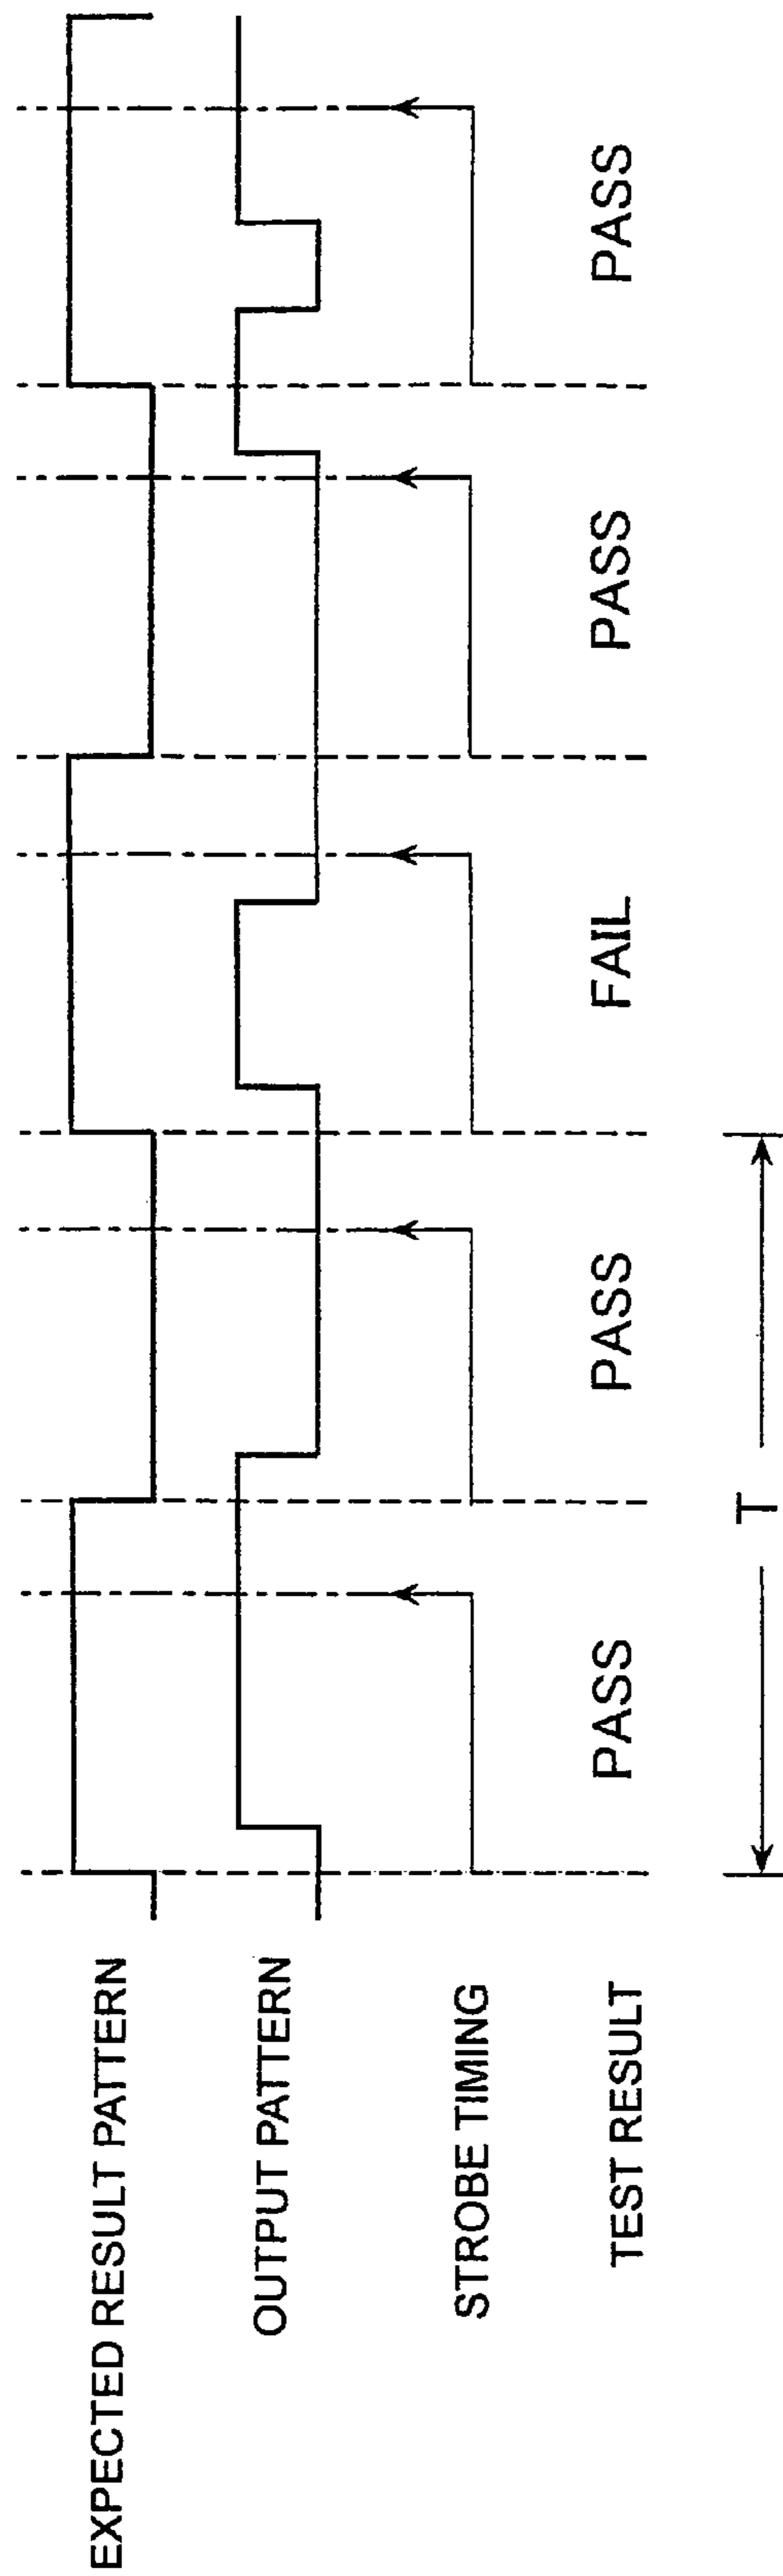 EXPECTED RESULT PATTERN
OUTPUT PATTERN
STROBE TIMING
TEST RESULT PASS PASS FAIL PASS PASS
T